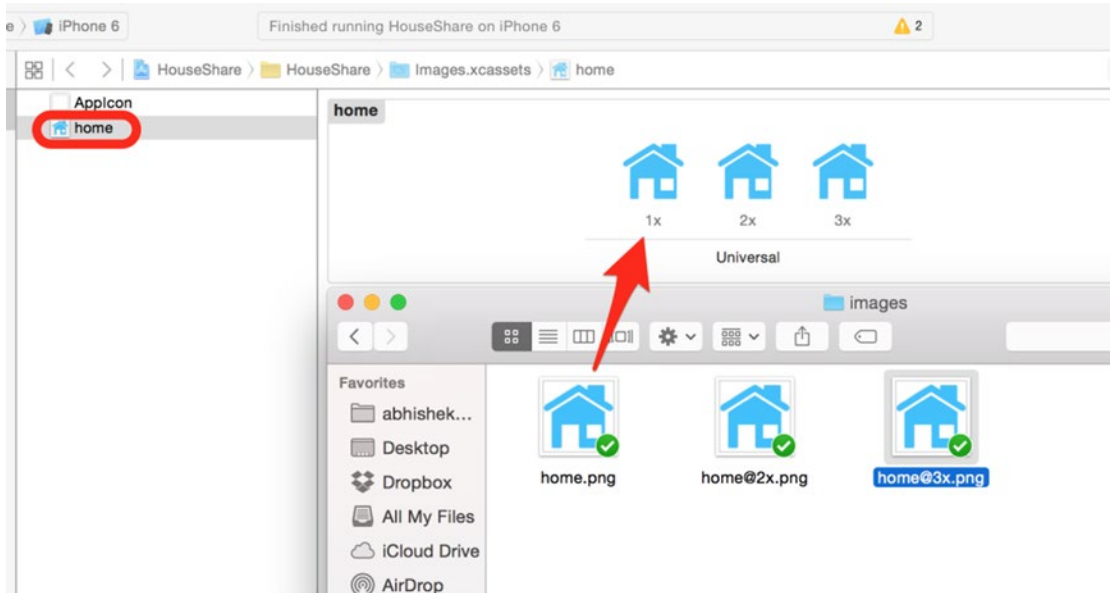 e > iPhone 6
Finished running HouseShare on iPhone 6
2
HouseShare > HouseShare > Images.xcassets > home
AppIcon
home
home
1x 2x 3x
Universal
images
Favorites
abhishek...
Desktop
Dropbox
All My Files
iCloud Drive
AirDrop
home.png home@2x.png home@3x.png